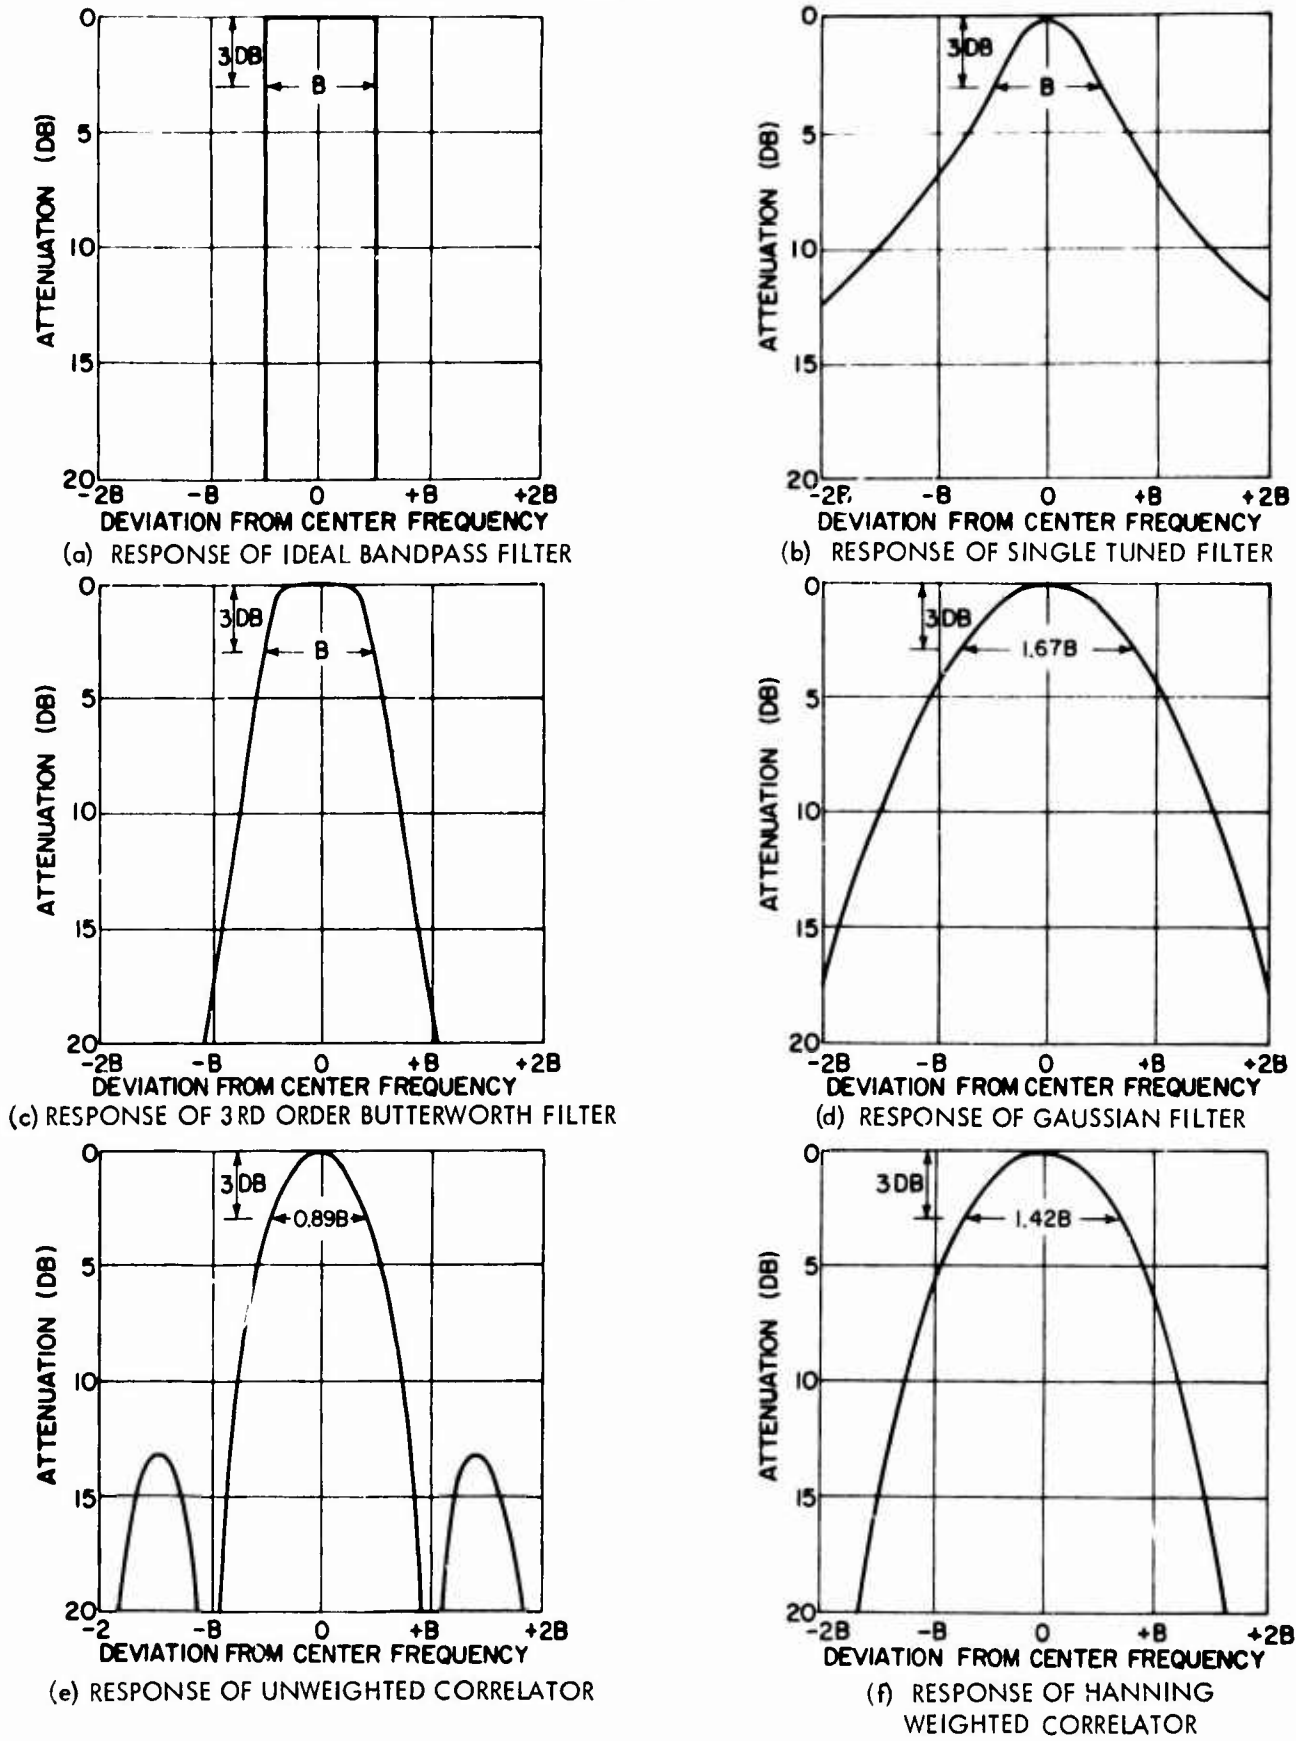 0
3DB
B
5
10
15
20
ATTENUATION (DB)
-2B -B 0 +B +2B
DEVIATION FROM CENTER FREQUENCY
(a) RESPONSE OF IDEAL BANDPASS FILTER
0
3DB
B
5
10
15
20
ATTENUATION (DB)
-B 0 +B +2B
DEVIATION FROM CENTER FREQUENCY
(b) RESPONSE OF SINGLE TUNED FILTER
0
3DB
B
5
10
15
20
ATTENUATION (DB)
-2B -B 0 +B +2B
DEVIATION FROM CENTER FREQUENCY
(c) RESPONSE OF 3RD ORDER BUTTERWORTH FILTER
0
3DB
1.67B
5
10
15
20
ATTENUATION (DB)
-2B -B 0 +B +2B
DEVIATION FROM CENTER FREQUENCY
(d) RESPONSE OF GAUSSIAN FILTER
0
3DB
0.89B
5
10
15
20
ATTENUATION (DB)
-2 -B 0 +B +2B
DEVIATION FROM CENTER FREQUENCY
(e) RESPONSE OF UNWEIGHTED CORRELATOR
0
3DB
1.42B
5
10
15
20
ATTENUATION (DB)
-2B -B 0 +B +2B
DEVIATION FROM CENTER FREQUENCY
(f) RESPONSE OF HANNING
WEIGHTED CORRELATOR